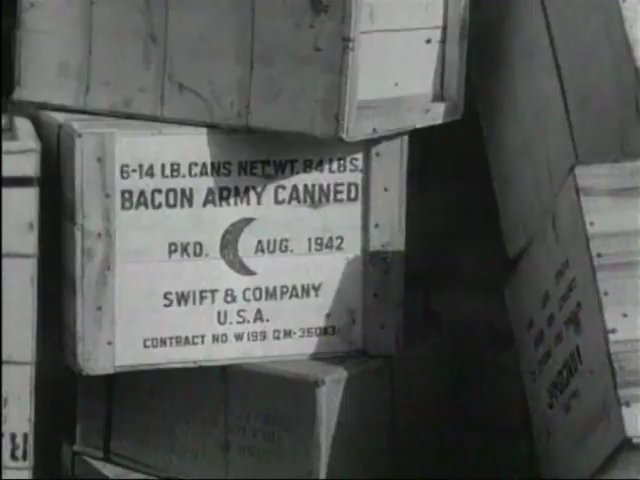 6-14 LB. CANS NET WT. 84 LBS.
BACON ARMY CANNED
PKD. AUG. 1942
SWIFT & COMPANY
U.S.A.
CONTRACT NO. W199 QM-36043